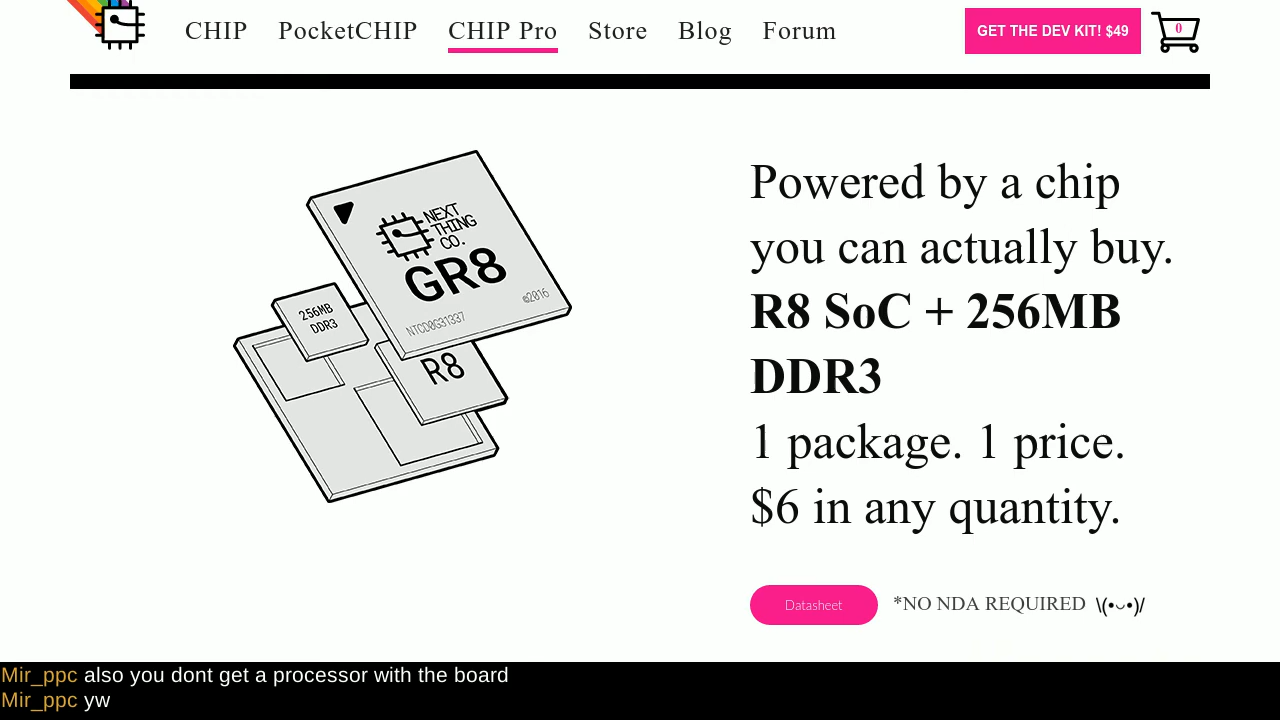 CHIP PocketCHIP CHIP Pro Store Blog Forum GET THE DEV KIT! $49 0
NEXT
THING
CO.
GR8
©2016
NTCD0G31337
256MB
DDR3
R8
Powered by a chip
you can actually buy.
R8 SoC + 256MB
DDR3
1 package. 1 price.
$6 in any quantity.
Datasheet *NO NDA REQUIRED \(•ᴗ•)/
Mir_ppc also you dont get a processor with the board
Mir_ppc yw